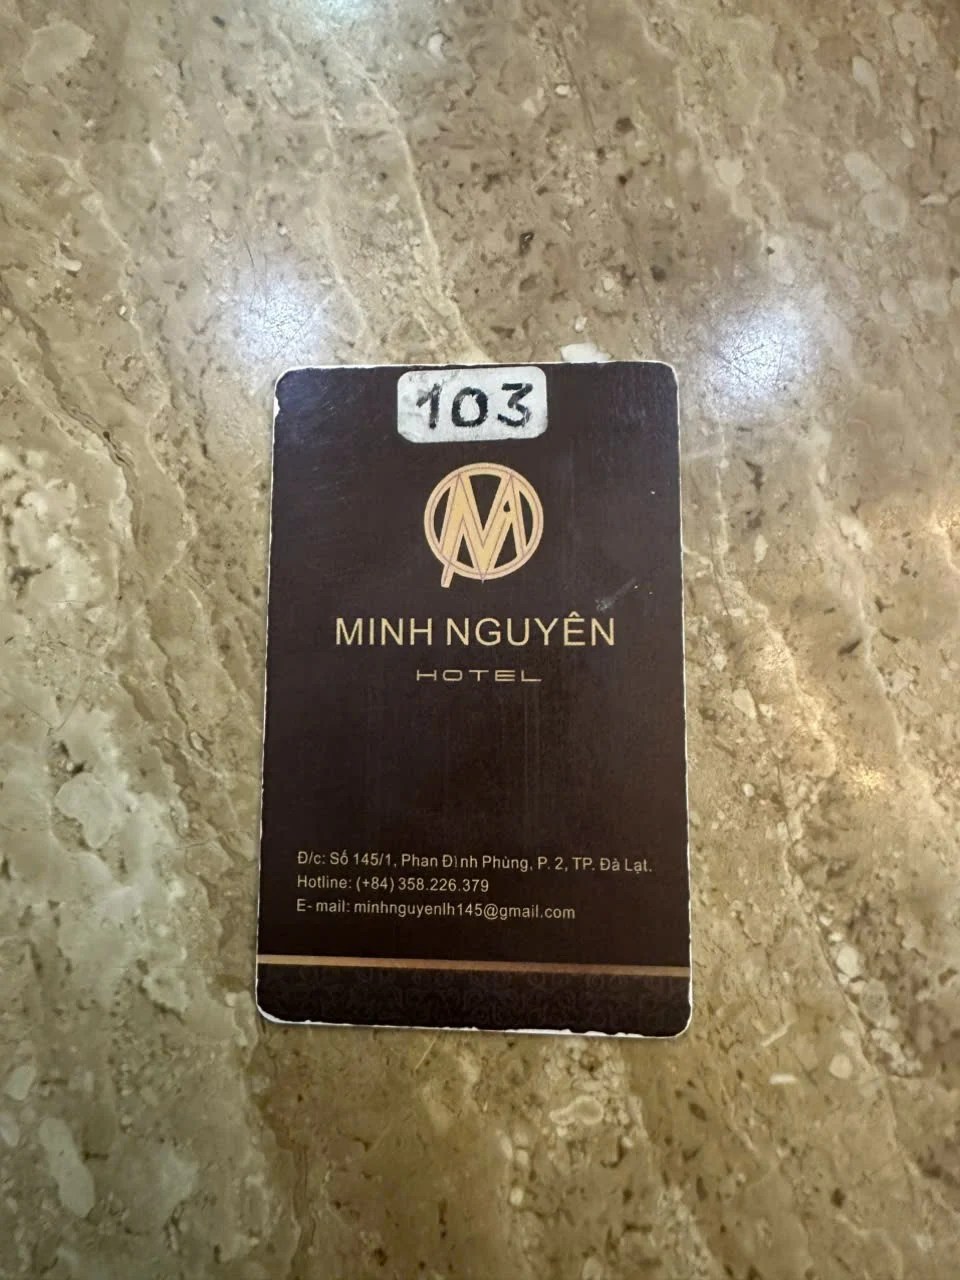 103
MINH NGUYÊN
HOTEL
Đ/c: Số 145/1, Phan Đình Phùng, P. 2, TP. Đà Lạt.
Hotline: (+84) 358.226.379
E-mail: minhnguyenlh145@gmail.com